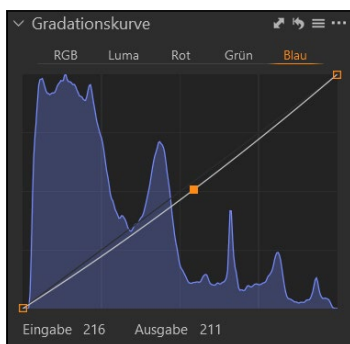 Gradationskurve
RGB Luma Rot Grün Blau
Eingabe 216 Ausgabe 211